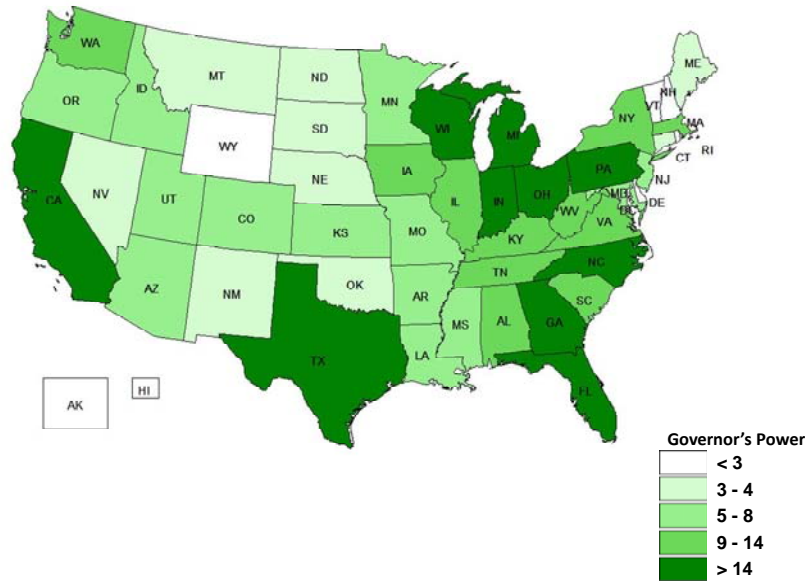 WA
MT
ND
ME
OR
ID
MN
VT
NH
SD
WI
MI
NY
MA
WY
CT
RI
IA
PA
NE
NJ
NV
IL
IN
OH
DE
UT
CO
WV
CA
KS
MO
KY
VA
NC
TN
AZ
NM
OK
AR
SC
MS
AL
GA
LA
TX
FL
HI
AK
Governor's Power
< 3
3 - 4
5 - 8
9 - 14
> 14